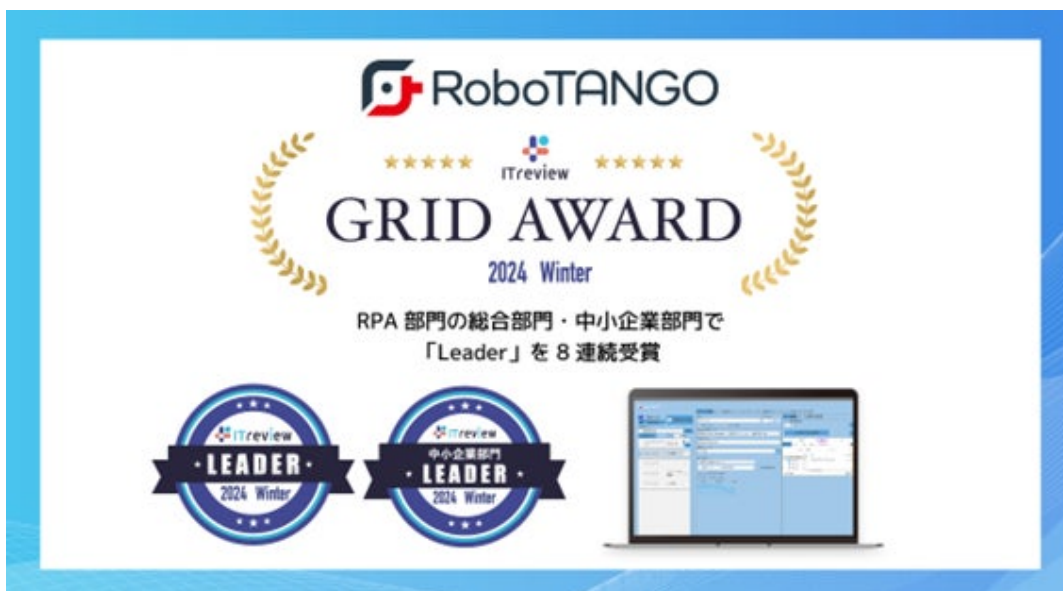 RoboTANGO
ITreview
GRID AWARD
2024 Winter
RPA 部門の総合部門・中小企業部門で
「Leader」を 8 連続受賞
ITreview
LEADER
2024 Winter
ITreview
中小企業部門
LEADER
2024 Winter